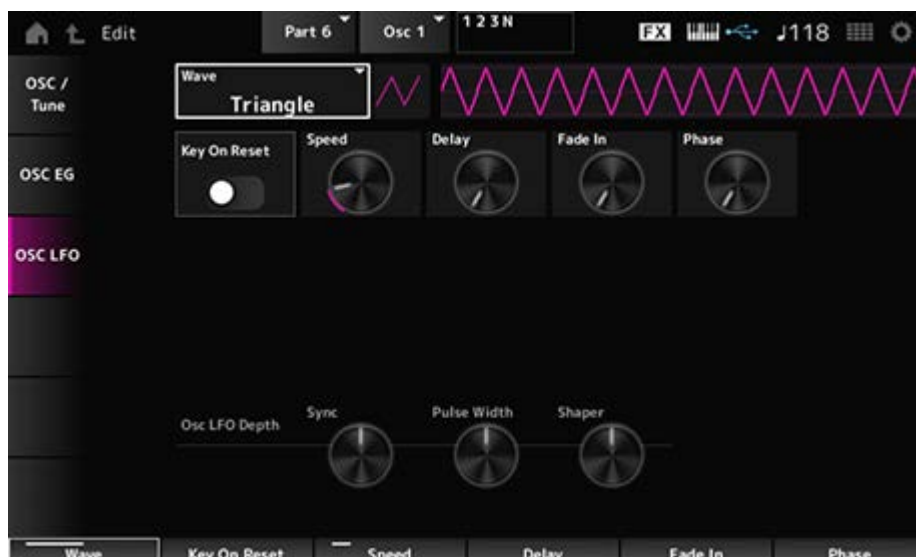 Edit Part 6 Osc 1 1 2 3 N FX ♩118
OSC / Tune
Wave
Triangle
Key On Reset Speed Delay Fade In Phase
OSC EG
OSC LFO
Osc LFO Depth Sync Pulse Width Shaper
Wave Key On Reset Speed Delay Fade In Phase